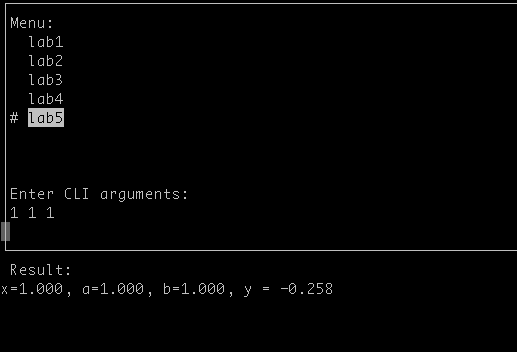 Menu:
lab1
lab2
lab3
lab4
# lab5
Enter CLI arguments:
1 1 1
Result:
x=1.000, a=1.000, b=1.000, y = -0.258